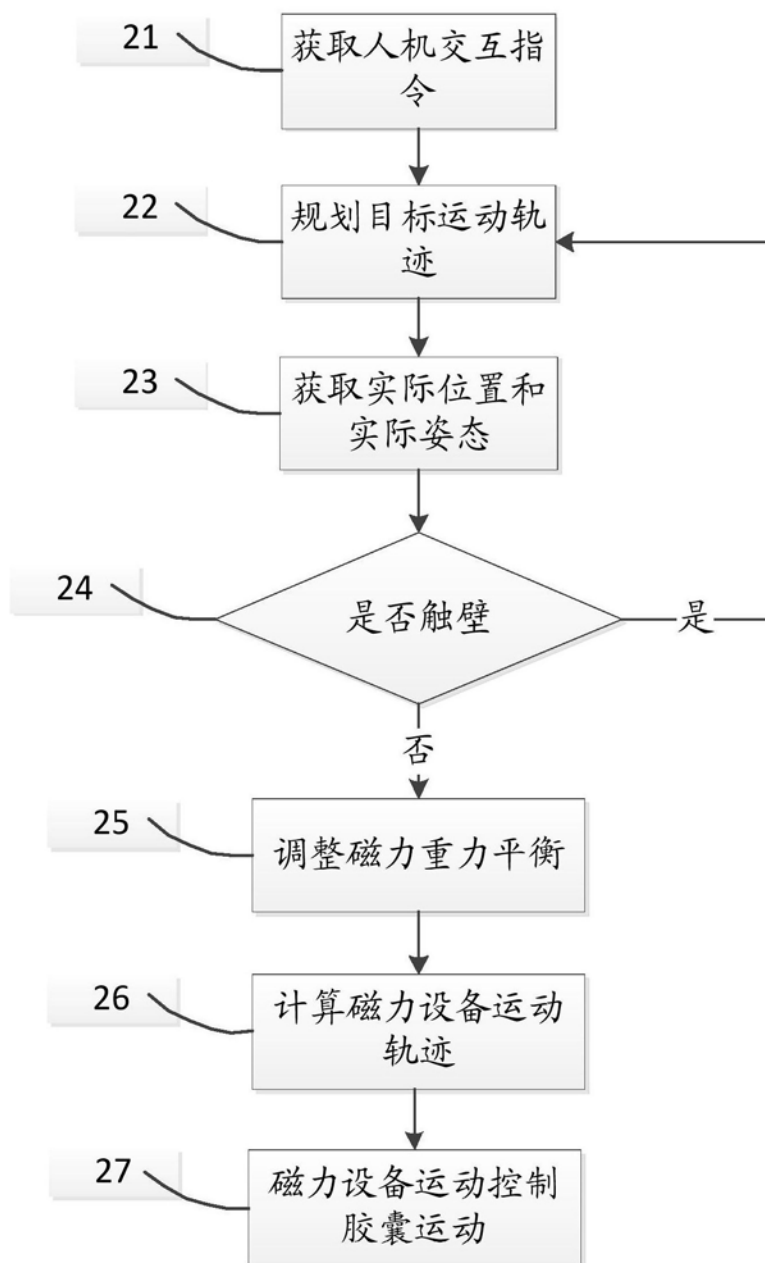 21
获取人机交互指
令
22
规划目标运动轨
迹
23
获取实际位置和
实际姿态
24
是否触壁
是
否
25
调整磁力重力平衡
26
计算磁力设备运动
轨迹
27
磁力设备运动控制
胶囊运动